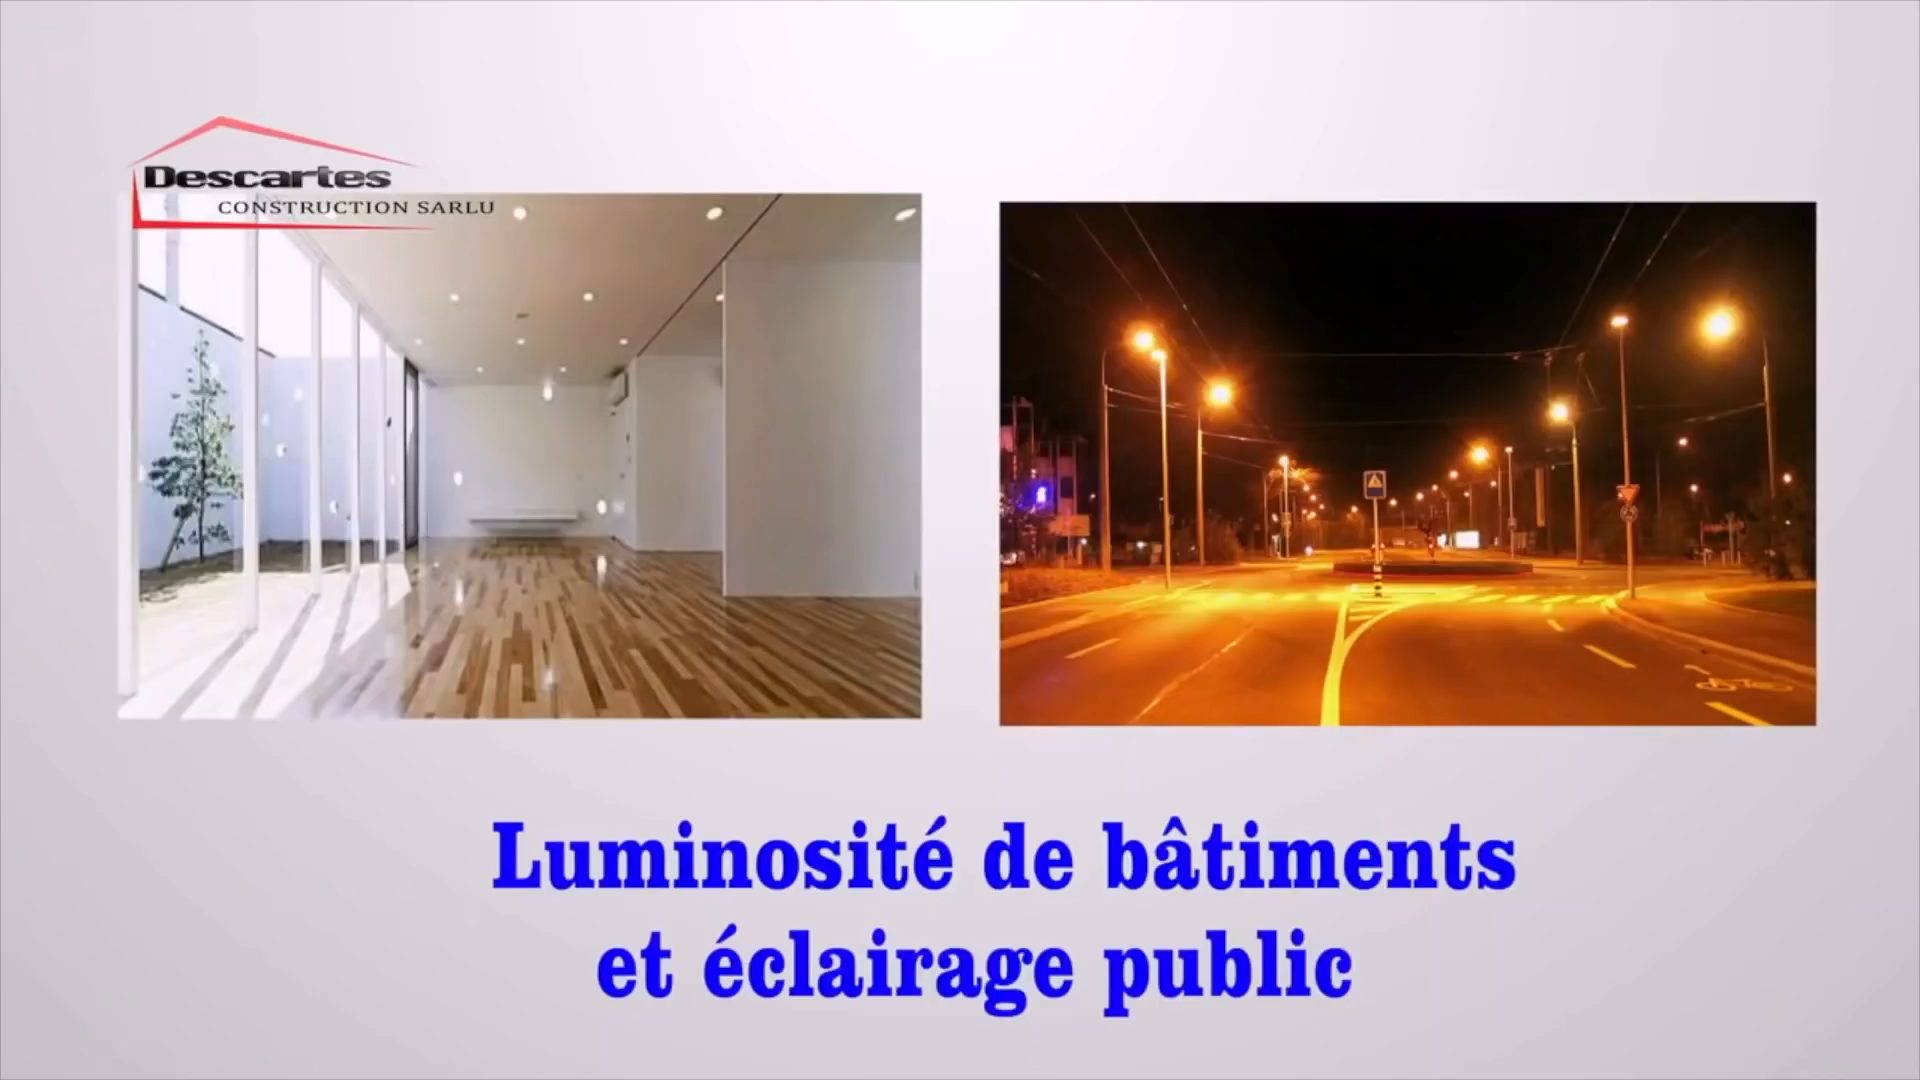 Descartes
CONSTRUCTION SARLU
Luminosité de bâtiments
et éclairage public